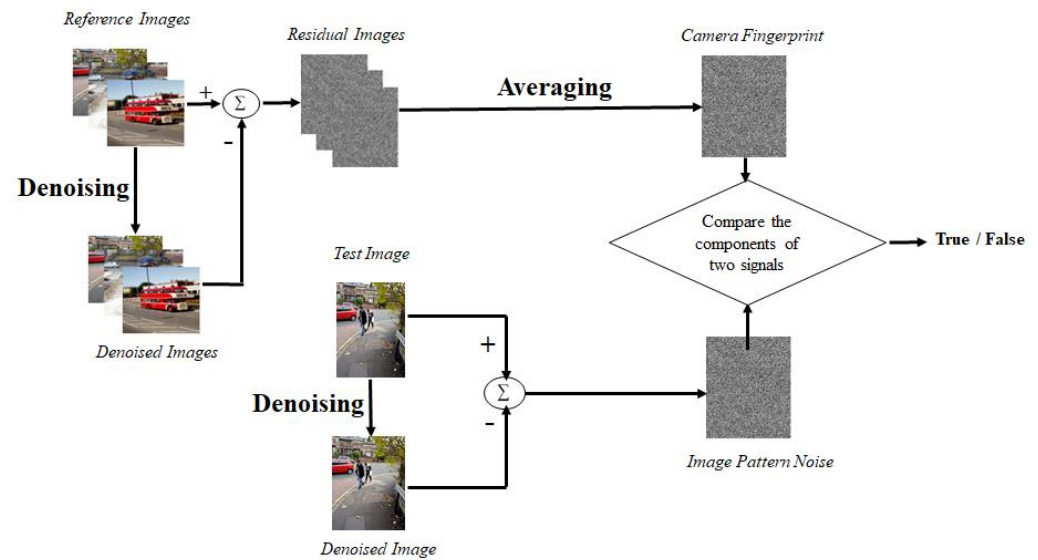 Reference Images
Residual Images
Camera Fingerprint
+
Σ
Averaging
-
Denoising
Compare the
components of
two signals
True / False
Test Image
Denoised Images
+
Σ
Denoising
-
Image Pattern Noise
Denoised Image